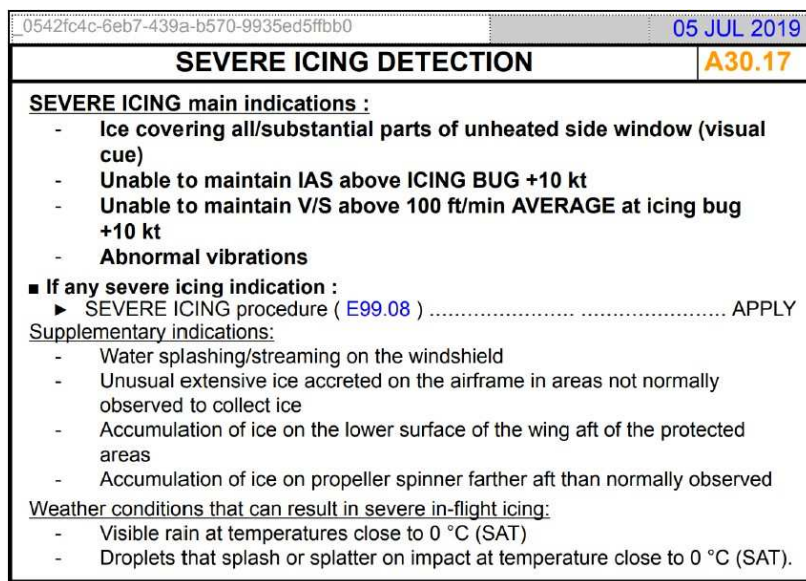 _0542fc4c-6eb7-439a-b570-9935ed5ffbb0
05 JUL 2019
SEVERE ICING DETECTION
A30.17
SEVERE ICING main indications :
- Ice covering all/substantial parts of unheated side window (visual
cue)
- Unable to maintain IAS above ICING BUG +10 kt
- Unable to maintain V/S above 100 ft/min AVERAGE at icing bug
+10 kt
- Abnormal vibrations
■ If any severe icing indication :
► SEVERE ICING procedure ( E99.08 ) ....................... ....................... APPLY
Supplementary indications:
- Water splashing/streaming on the windshield
- Unusual extensive ice accreted on the airframe in areas not normally
observed to collect ice
- Accumulation of ice on the lower surface of the wing aft of the protected
areas
- Accumulation of ice on propeller spinner farther aft than normally observed
Weather conditions that can result in severe in-flight icing:
- Visible rain at temperatures close to 0 °C (SAT)
- Droplets that splash or splatter on impact at temperature close to 0 °C (SAT).